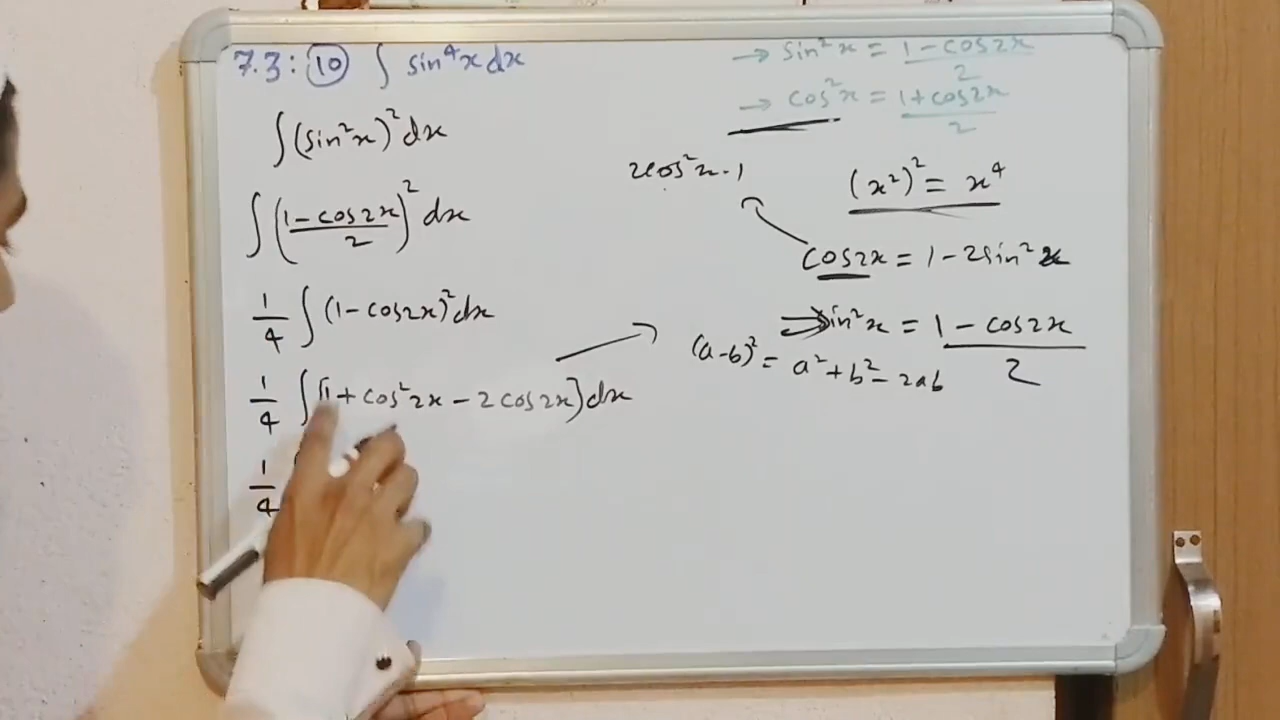 7.3: 10 ∫ sin⁴x dx
∫(sin²x)² dx
∫(1-cos2x/2)² dx
1/4 ∫(1-cos2x)² dx
1/4 ∫[1+cos²2x-2cos2x]dx
1/4
→ sin²x = 1-cos2x/2
→ cos²x = 1+cos2x/2
2cos²x-1
(x²)² = x⁴
cos2x = 1-2sin²x
⇒ sin²x = 1-cos2x/2
(a-b)² = a²+b²-2ab